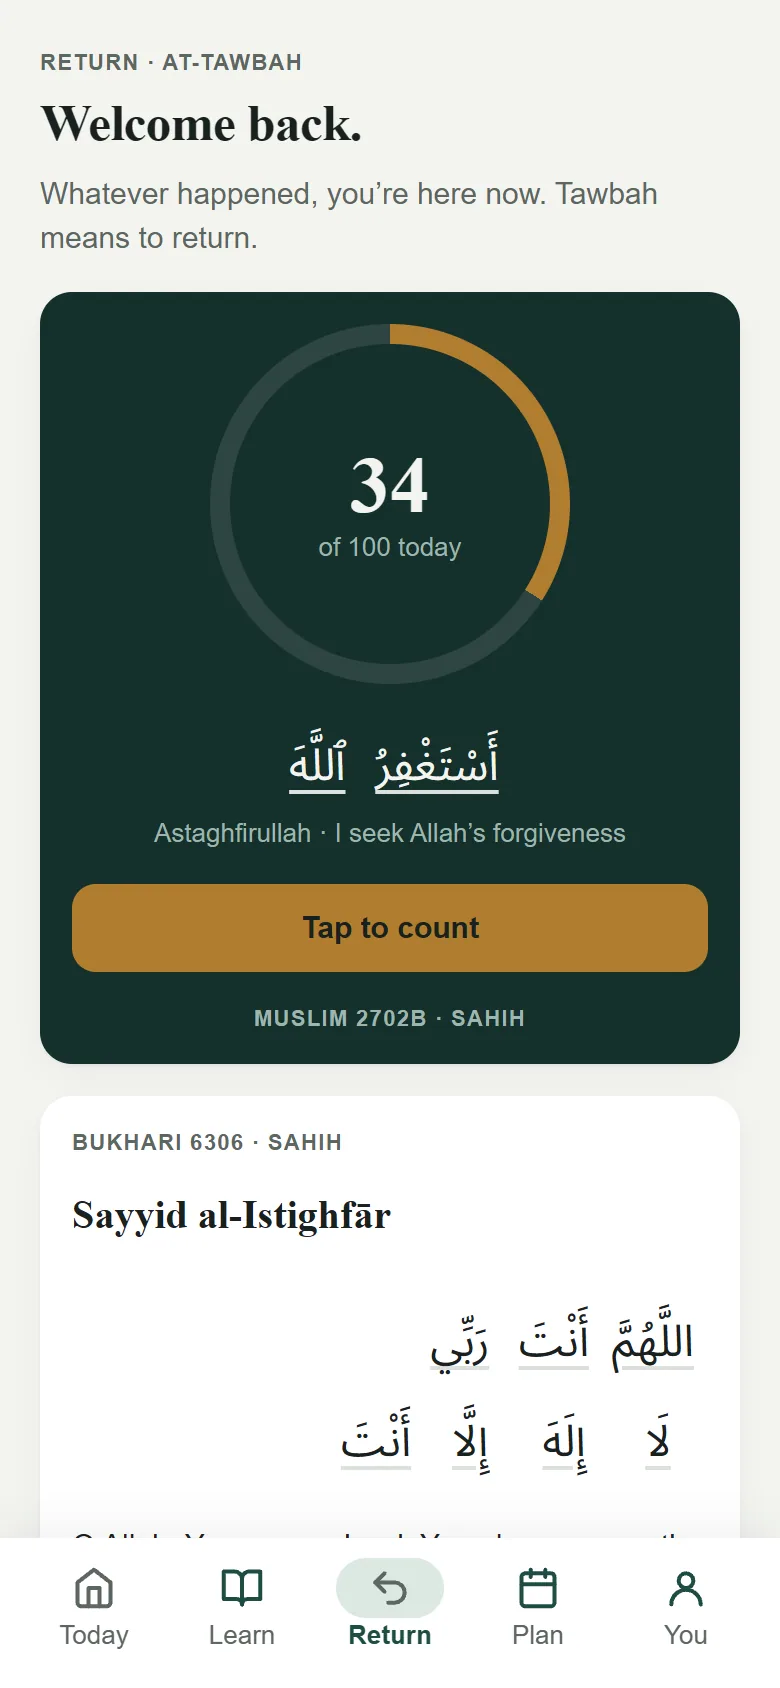 RETURN · AT-TAWBAH
Welcome back.
Whatever happened, you’re here now. Tawbah
means to return.
34
of 100 today
أَسْتَغْفِرُ ٱللَّهَ
Astaghfirullah · I seek Allah’s forgiveness
Tap to count
MUSLIM 2702B · SAHIH
BUKHARI 6306 · SAHIH
Sayyid al-Istighfār
اللَّهُمَّ أَنْتَ رَبِّي
لَا إِلَهَ إِلَّا أَنْتَ
Today
Learn
Return
Plan
You